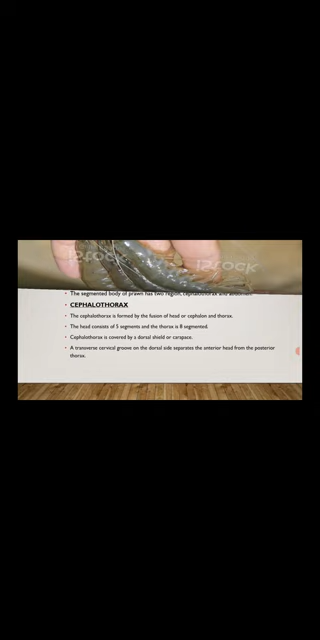 12tock
12tock
• The segmented body of prawn has two region, cephalothorax and abdomen.
• CEPHALOTHORAX
• The cephalothorax is formed by the fusion of head or cephalon and thorax.
• The head consists of 5 segments and the thorax is 8 segmented.
• Cephalothorax is covered by a dorsal shield or carapace.
• A transverse cervical groove on the dorsal side separates the anterior head from the posterior
thorax.